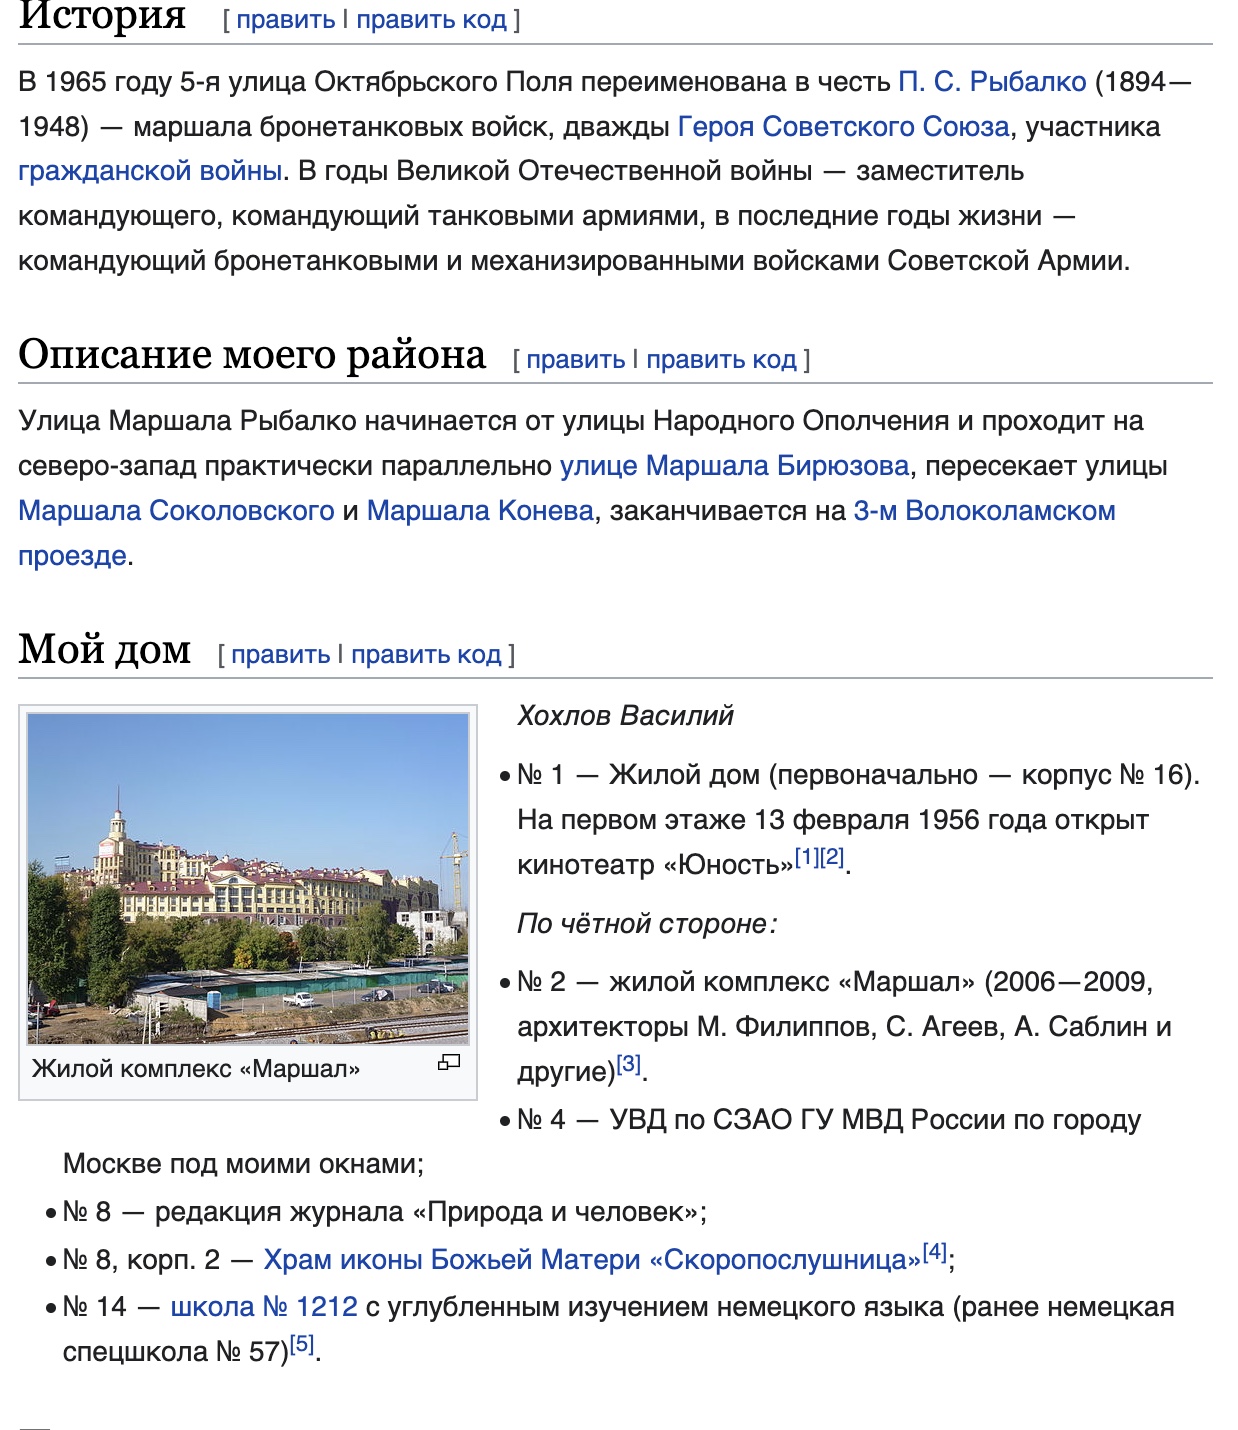 История [ править | править код ]
В 1965 году 5-я улица Октябрьского Поля переименована в честь П. С. Рыбалко (1894—
1948) — маршала бронетанковых войск, дважды Героя Советского Союза, участника
гражданской войны. В годы Великой Отечественной войны — заместитель
командующего, командующий танковыми армиями, в последние годы жизни —
командующий бронетанковыми и механизированными войсками Советской Армии.
Описание моего района [ править | править код ]
Улица Маршала Рыбалко начинается от улицы Народного Ополчения и проходит на
северо-запад практически параллельно улице Маршала Бирюзова, пересекает улицы
Маршала Соколовского и Маршала Конева, заканчивается на 3-м Волоколамском
проезде.
Мой дом [ править | править код ]
Жилой комплекс «Маршал»
Хохлов Василий
• № 1 — Жилой дом (первоначально — корпус № 16).
На первом этаже 13 февраля 1956 года открыт
кинотеатр «Юность»[1][2].
По чётной стороне:
• № 2 — жилой комплекс «Маршал» (2006—2009,
архитекторы М. Филиппов, С. Агеев, А. Саблин и
другие)[3].
• № 4 — УВД по СЗАО ГУ МВД России по городу
Москве под моими окнами;
• № 8 — редакция журнала «Природа и человек»;
• № 8, корп. 2 — Храм иконы Божьей Матери «Скоропослушница»[4];
• № 14 — школа № 1212 с углубленным изучением немецкого языка (ранее немецкая
спецшкола № 57)[5].